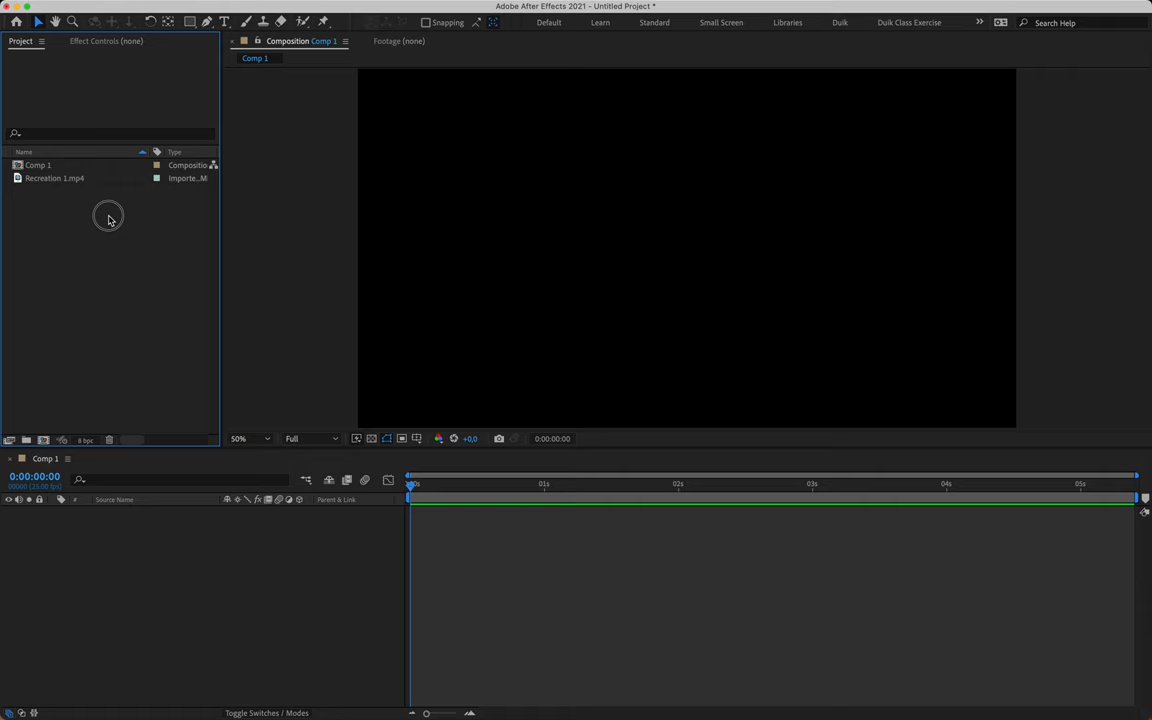 Adobe After Effects 2021 - Untitled Project *
Snapping
Default
Learn
Standard
Small Screen
Libraries
Duik
Duik Class Exercise
Search Help
Project
Effect Controls (none)
Composition Comp 1
Footage (none)
Comp 1
Name
Type
Comp 1
Compositio
Recreation 1.mp4
Importe...M
8 bpc
50%
Full
+0,0
0:00:00:00
Comp 1
0:00:00:00
00000 (25.00 fps)
:00s
01s
02s
03s
04s
05s
#
Source Name
Parent & Link
Toggle Switches / Modes